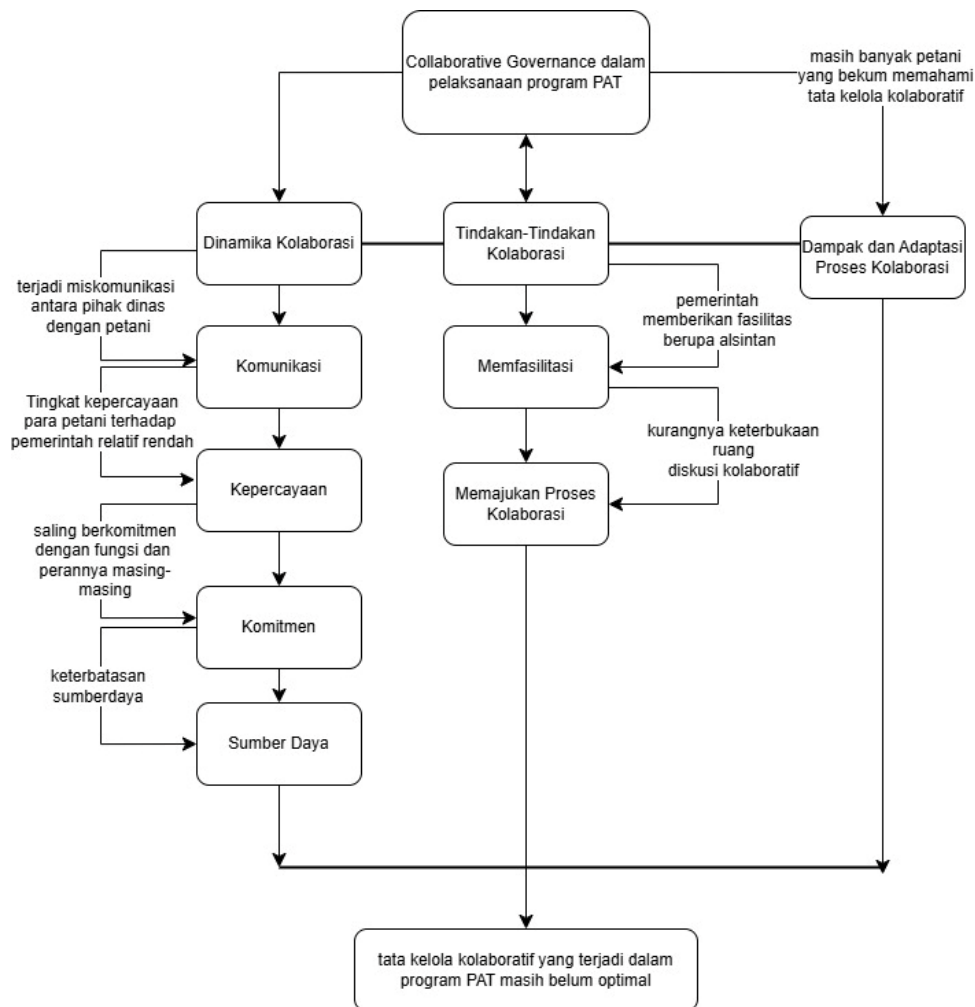 Collaborative Governance dalam
pelaksanaan program PAT
masih banyak petani
yang bekum memahami
tata kelola kolaboratif
Dinamika Kolaborasi
Tindakan-Tindakan
Kolaborasi
Dampak dan Adaptasi
Proses Kolaborasi
terjadi miskomunikasi
antara pihak dinas
dengan petani
pemerintah
memberikan fasilitas
berupa alsintan
Komunikasi
Memfasilitasi
Tingkat kepercayaan
para petani terhadap
pemerintah relatif rendah
kurangnya keterbukaan
ruang
diskusi kolaboratif
Kepercayaan
Memajukan Proses
Kolaborasi
saling berkomitmen
dengan fungsi dan
perannya masing-
masing
Komitmen
keterbatasan
sumberdaya
Sumber Daya
tata kelola kolaboratif yang terjadi dalam
program PAT masih belum optimal